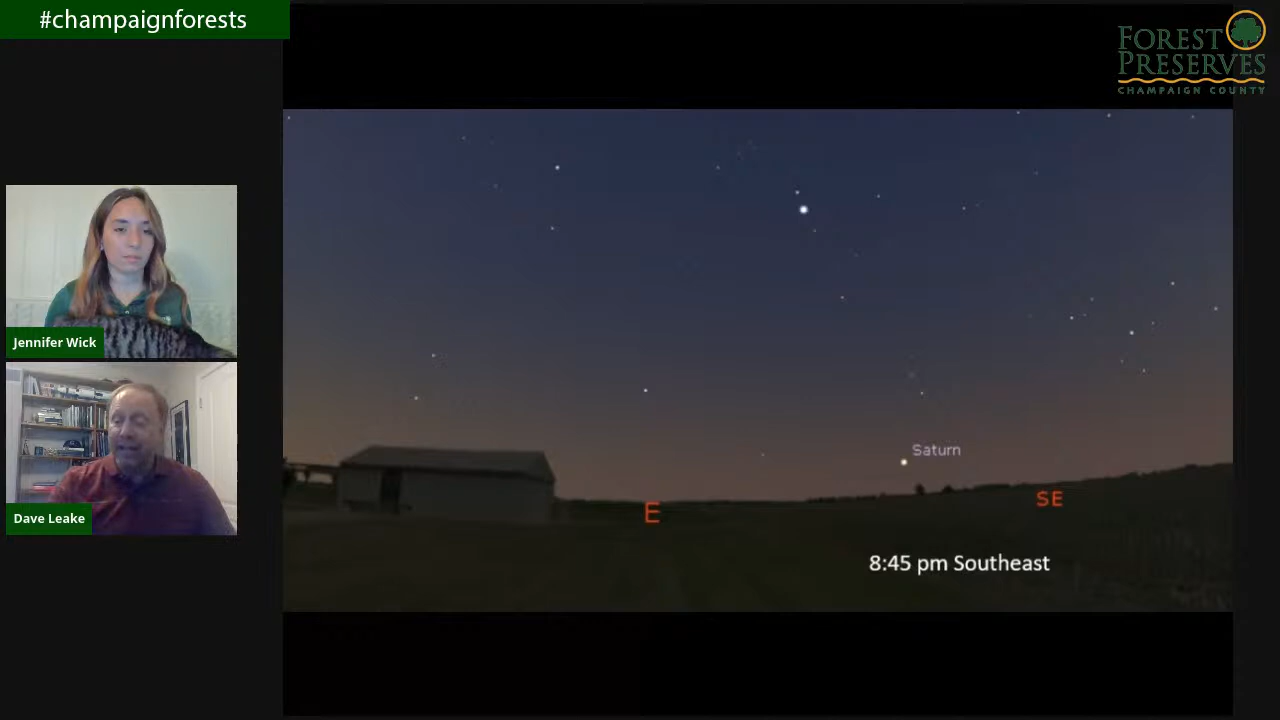 #champaignforests
FOREST
PRESERVES
CHAMPAIGN COUNTY
Jennifer Wick
Dave Leake
Saturn
E
SE
8:45 pm Southeast